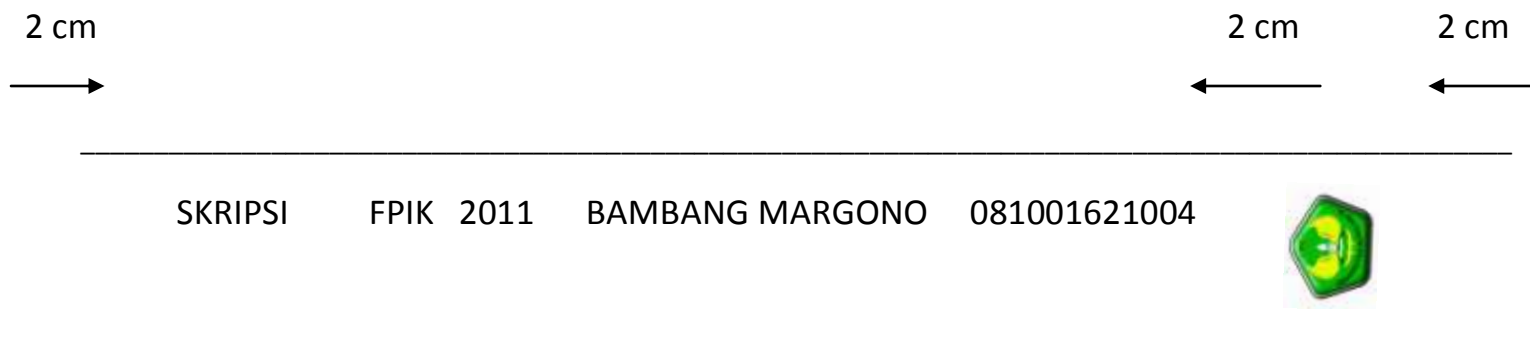 2 cm 2 cm 2 cm
SKRIPSI FPIK 2011 BAMBANG MARGONO 081001621004